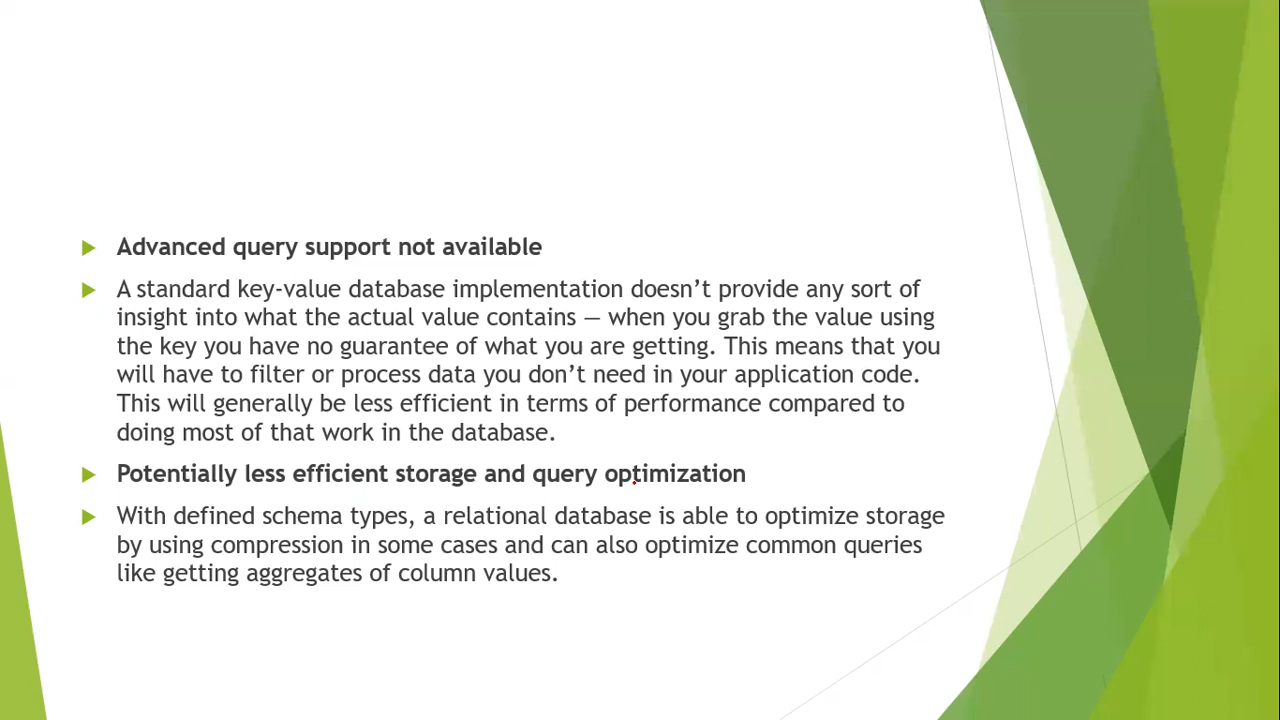 Advanced query support not available
A standard key-value database implementation doesn’t provide any sort of
insight into what the actual value contains — when you grab the value using
the key you have no guarantee of what you are getting. This means that you
will have to filter or process data you don’t need in your application code.
This will generally be less efficient in terms of performance compared to
doing most of that work in the database.
Potentially less efficient storage and query optimization
With defined schema types, a relational database is able to optimize storage
by using compression in some cases and can also optimize common queries
like getting aggregates of column values.